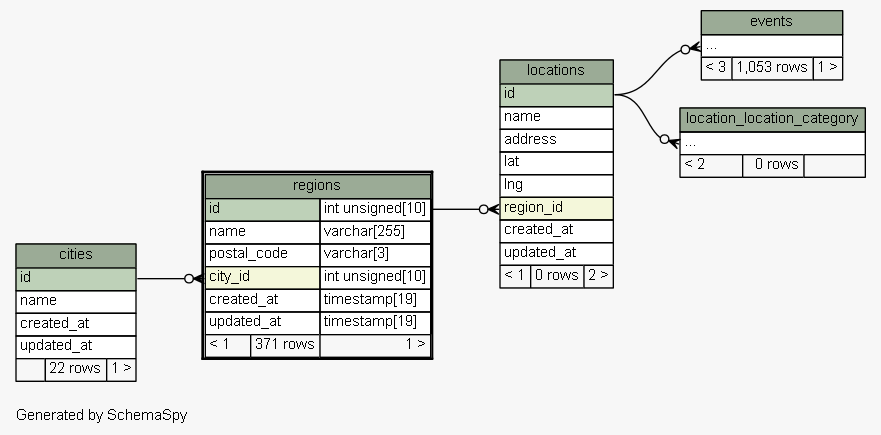 events
...
< 3 1,053 rows 1 >
locations
id
name
address
lat
lng
region_id
created_at
updated_at
< 1 0 rows 2 >
location_location_category
...
< 2 0 rows
regions
id int unsigned[10]
name varchar[255]
postal_code varchar[3]
city_id int unsigned[10]
created_at timestamp[19]
updated_at timestamp[19]
< 1 371 rows 1 >
cities
id
name
created_at
updated_at
22 rows 1 >
Generated by SchemaSpy